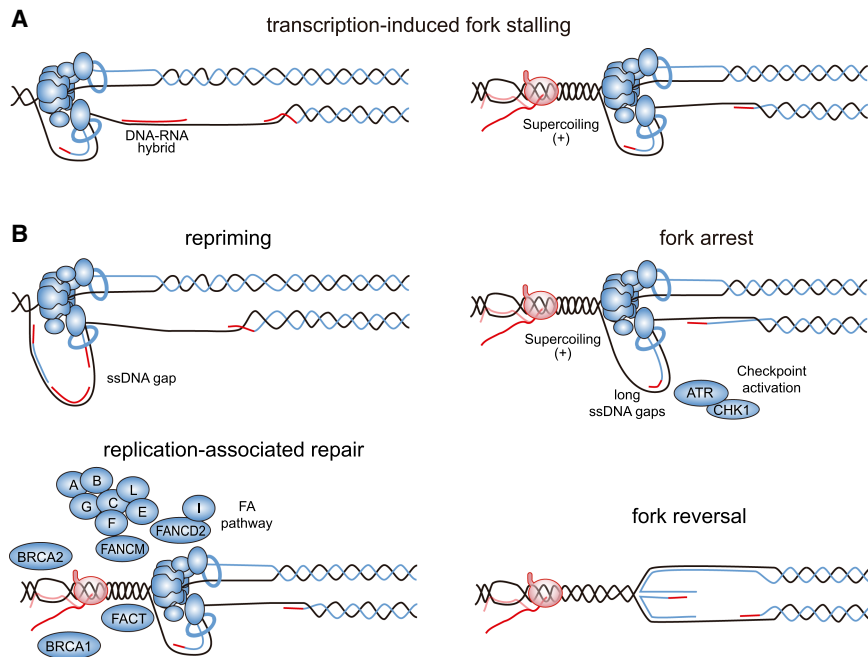 A
transcription-induced fork stalling
DNA-RNA
hybrid
Supercoiling
(+)
B
repriming
ssDNA gap
fork arrest
Supercoiling
(+)
long
ssDNA gaps
Checkpoint
activation
ATR
CHK1
replication-associated repair
A
B
L
G
C
E
F
I
FANCD2
FANCM
FA
pathway
BRCA2
FACT
BRCA1
fork reversal